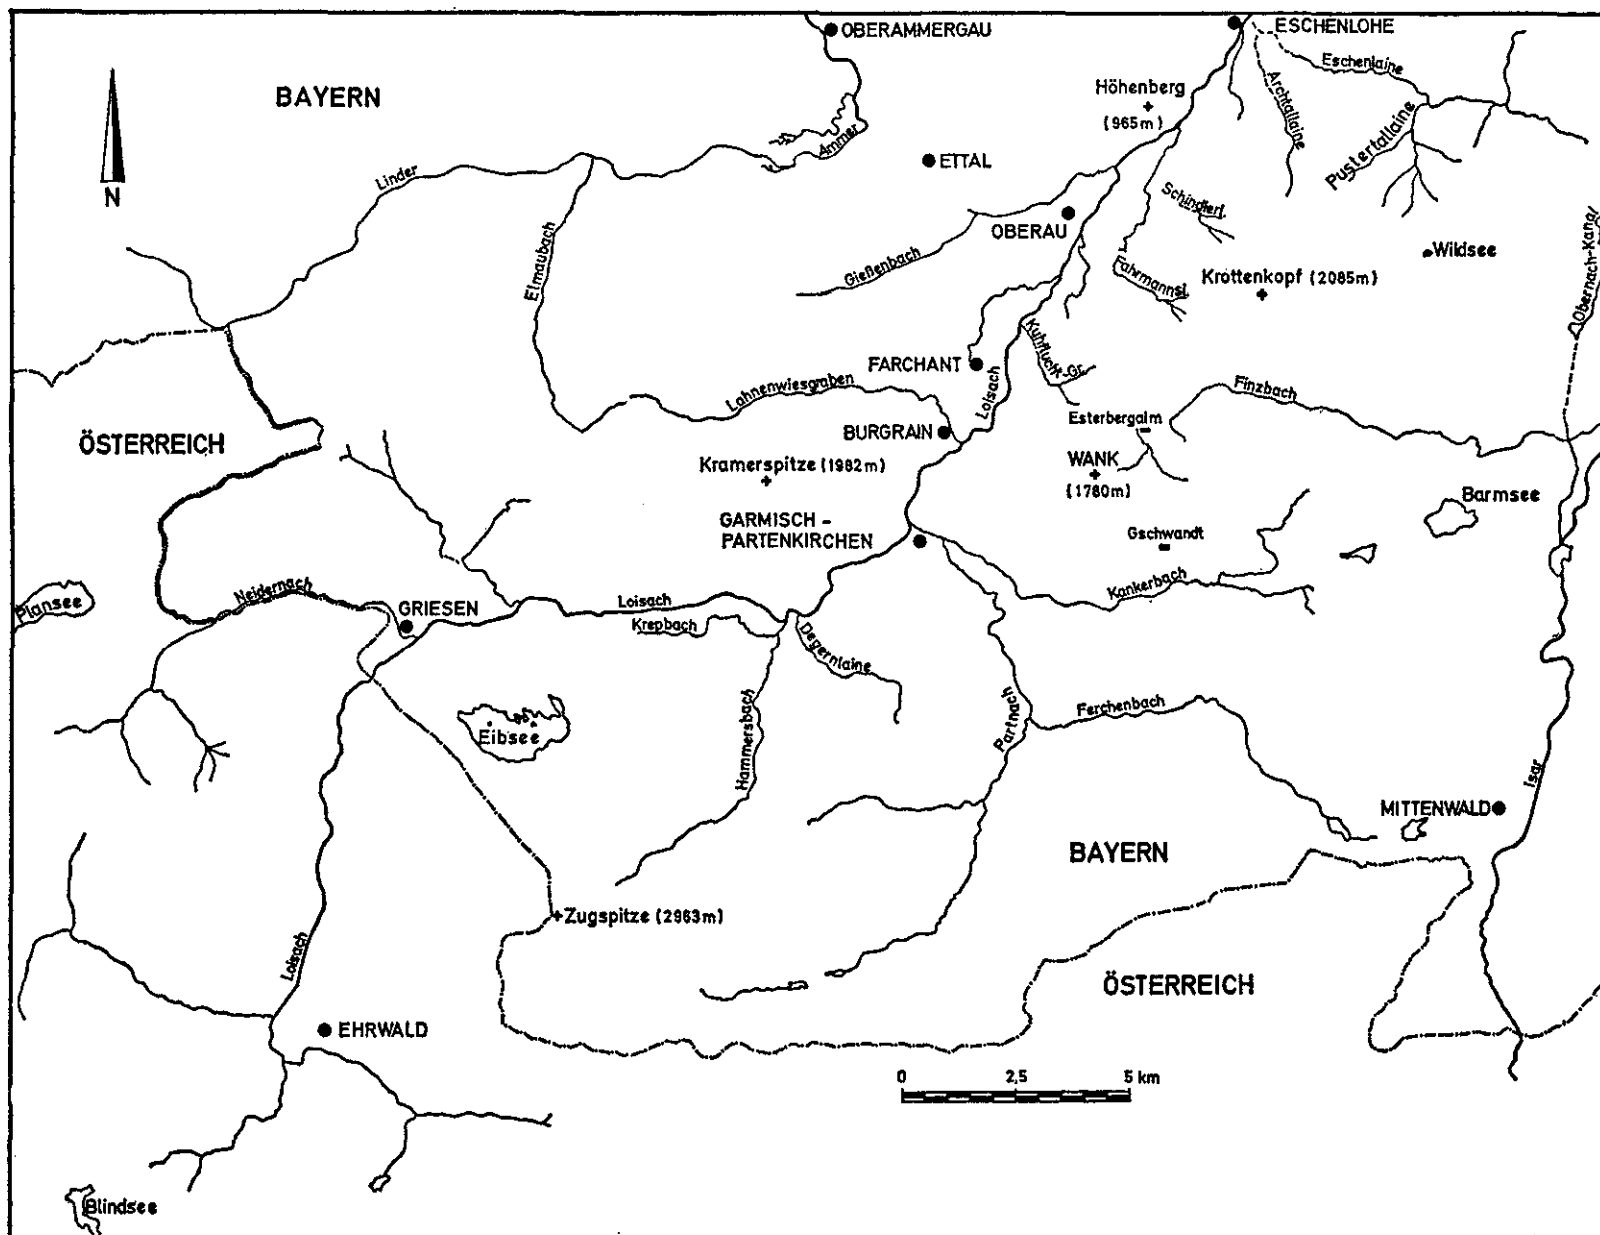 OBERAMMERGAU
ESCHENLOHE
Eschenlaine
BAYERN
Höhenberg
(965m)
Archtallaine
Pustertallaine
Ammer
ETTAL
Linder
N
Schindlerl.
OBERAU
Elmaubach
Gießenbach
Wildsee
Fahrmannsl.
Krottenkopf (2085m)
Obernach-Kanal
Kuhflucht-Gr.
FARCHANT
Loisach
Lahnenwiesgraben
Finzbach
Esterbergalm
ÖSTERREICH
BURGRAIN
Kramerspitze (1982m)
WANK
(1780m)
Barmsee
GARMISCH -
PARTENKIRCHEN
Gschwandt
Kankerbach
Plansee
Neidernach
GRIESEN
Loisach
Krepbach
Degernlaine
Partnach
Ferchenbach
Eibsee
Hammersbach
Isar
MITTENWALD
BAYERN
Zugspitze (2963m)
Loisach
ÖSTERREICH
EHRWALD
0 2,5 5 km
Blindsee